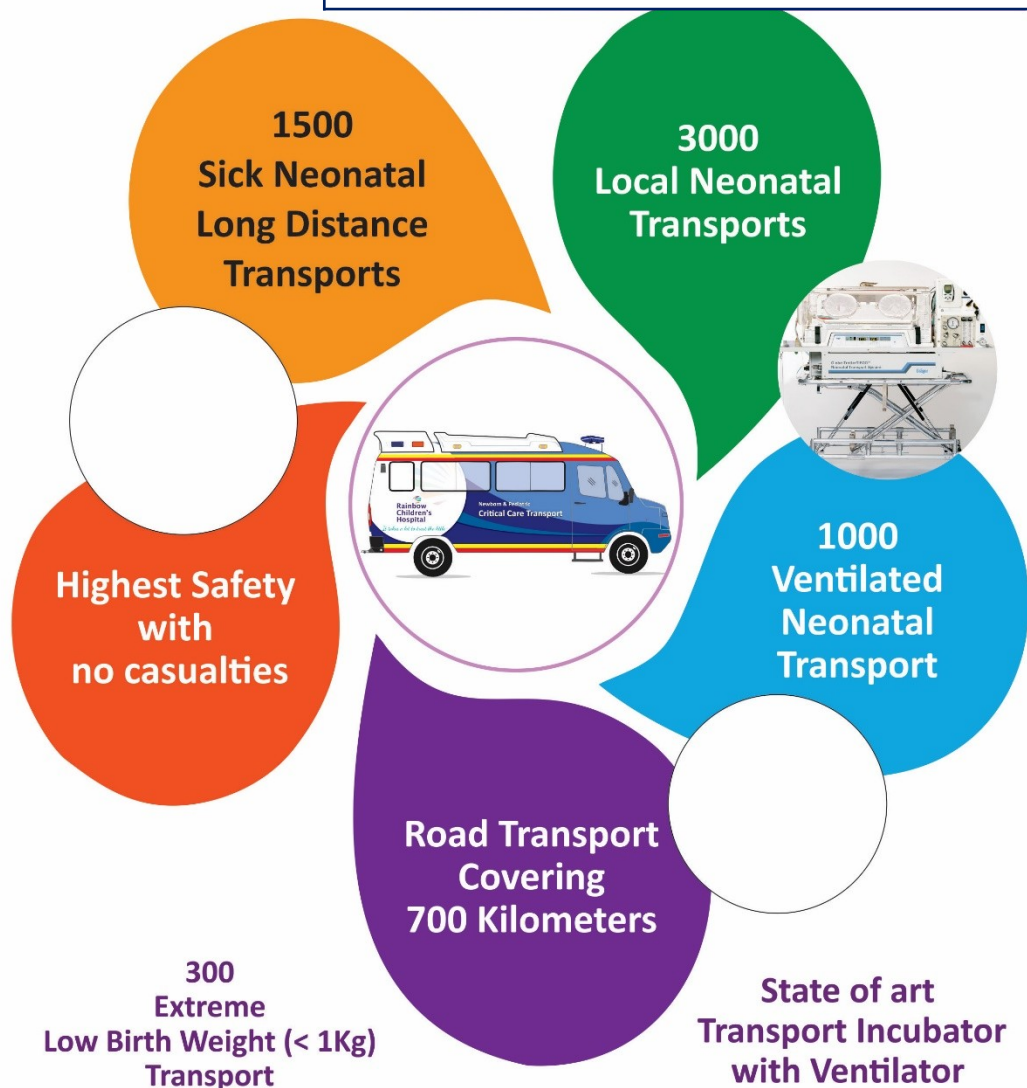 1500
Sick Neonatal
Long Distance
Transports
3000
Local Neonatal
Transports
Rainbow
Children's
Hospital
Newborn & Pediatric
Critical Care Transport
Highest Safety
with
no casualties
1000
Ventilated
Neonatal
Transport
Road Transport
Covering
700 Kilometers
300
Extreme
Low Birth Weight (< 1Kg)
Transport
State of art
Transport Incubator
with Ventilator